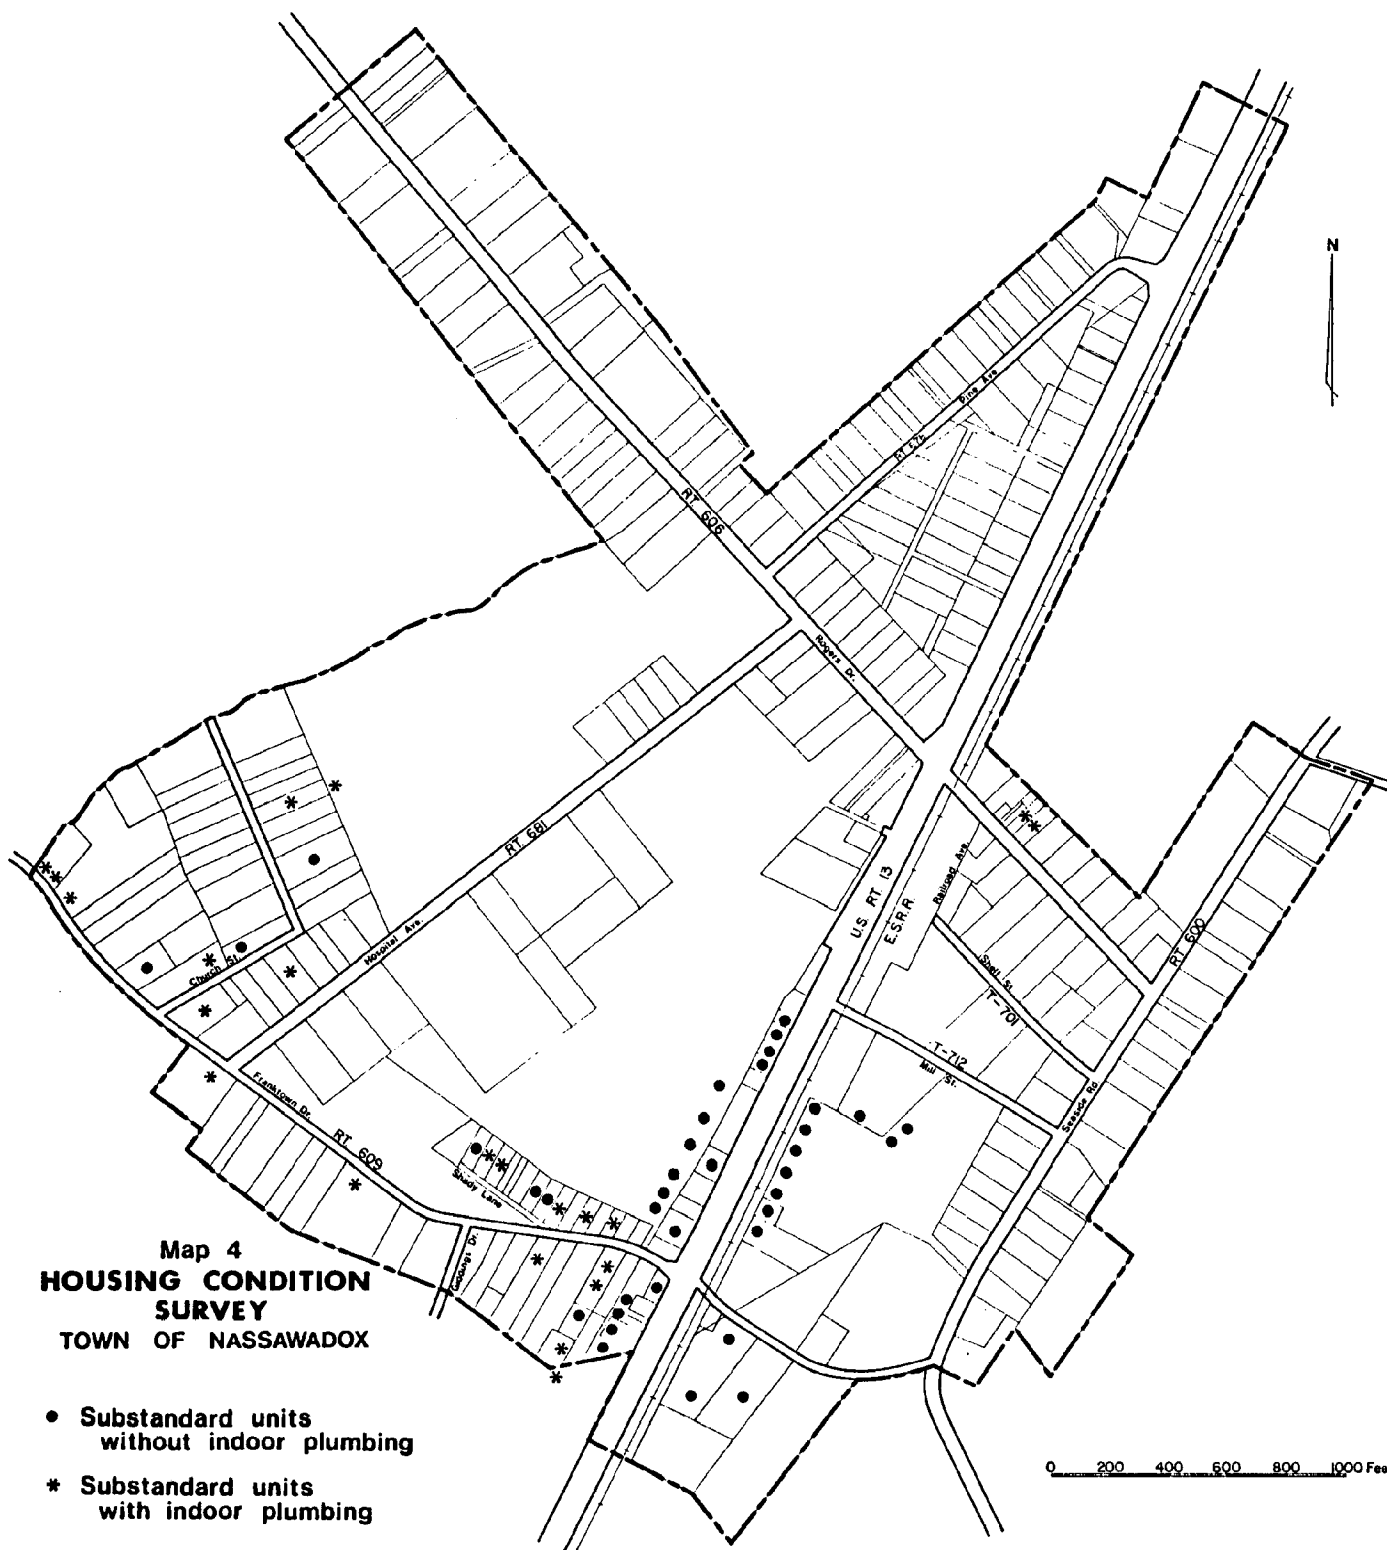 N
Pine Ave.
RT 675
RT 606
Rogers Dr.
RT 681
Hospital Ave.
Church St.
U.S. RT 13
E.S.R.R.
Railroad Ave.
Shell St.
T-701
RT 600
T-712
Mill St.
Seaside Rd
Franktown Dr.
RT 609
Shady Lane
Map 4
HOUSING CONDITION
SURVEY
TOWN OF NASSAWADOX
Substandard units
without indoor plumbing
* Substandard units
with indoor plumbing
0 200 400 600 800 1000 Fee